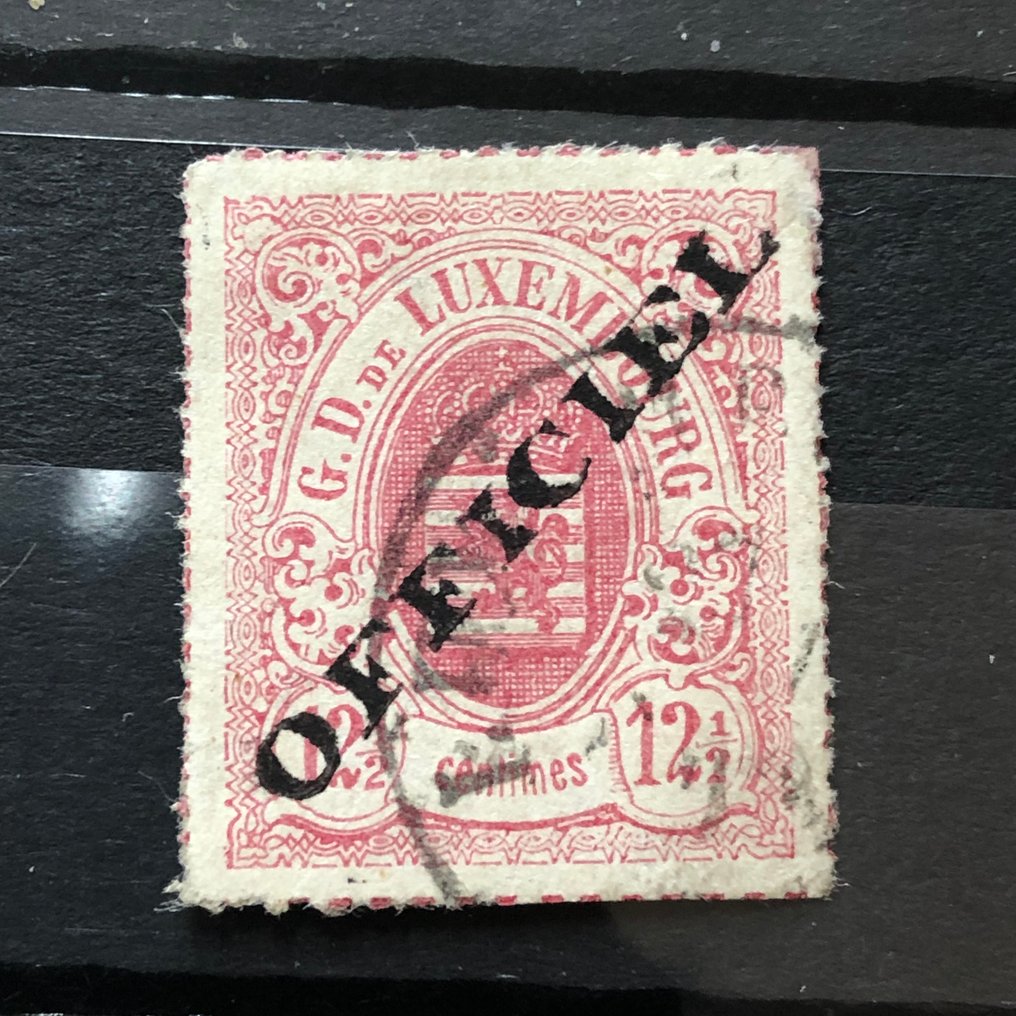 G. D. DE LUXEMBOURG
OFFICIEL
12½ centimes 12½